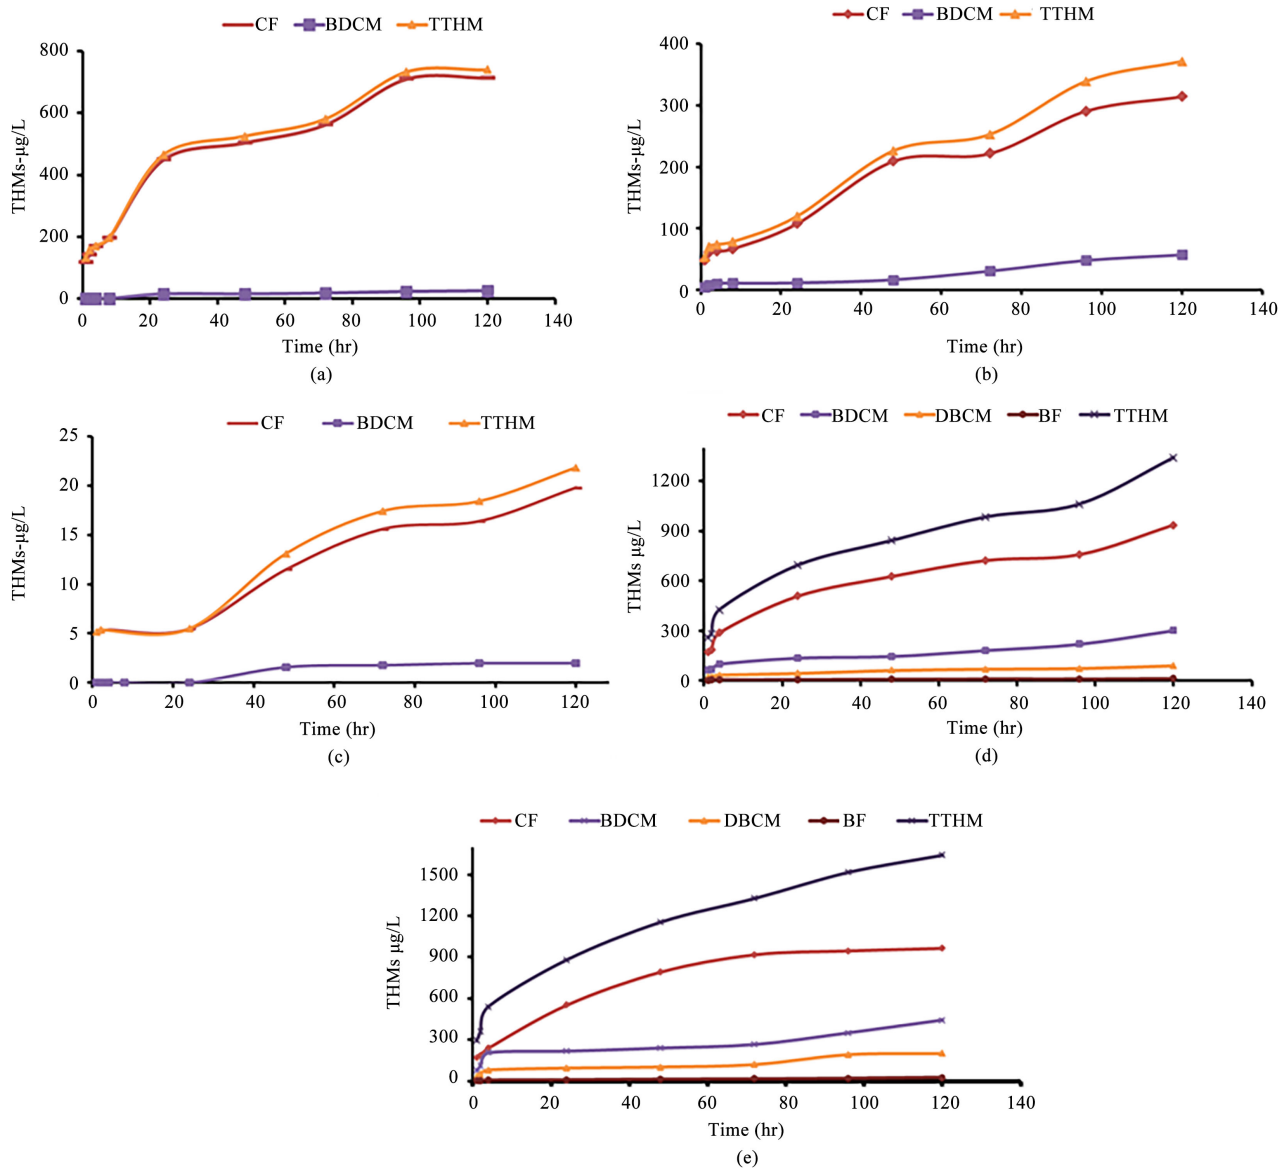 CF BDCM TTHM
800
600
400
200
0
THMs-µg/L
0 20 40 60 80 100 120 140
Time (hr)
(a)
CF BDCM TTHM
400
300
200
100
0
THMs-µg/L
0 20 40 60 80 100 120 140
Time (hr)
(b)
CF BDCM TTHM
25
20
15
10
5
0
THMs-µg/L
0 20 40 60 80 100 120
Time (hr)
(c)
CF BDCM DBCM BF TTHM
1200
900
600
300
0
THMs µg/L
0 20 40 60 80 100 120 140
Time (hr)
(d)
CF BDCM DBCM BF TTHM
1500
1200
900
600
300
0
THMs µg/L
0 20 40 60 80 100 120 140
Time (hr)
(e)